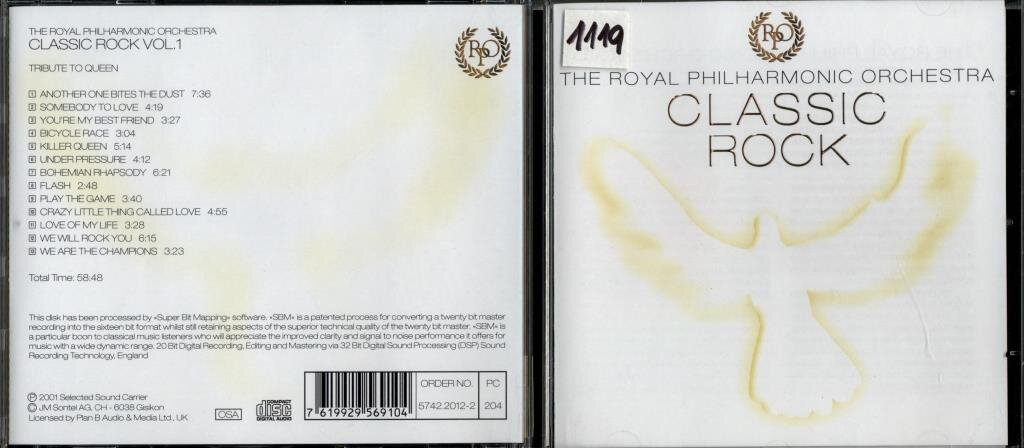 THE ROYAL PHILHARMONIC ORCHESTRA
CLASSIC ROCK VOL.1
RPO
TRIBUTE TO QUEEN
1 ANOTHER ONE BITES THE DUST 7:36
2 SOMEBODY TO LOVE 4:19
3 YOU'RE MY BEST FRIEND 3:27
4 BICYCLE RACE 3:04
5 KILLER QUEEN 5:14
6 UNDER PRESSURE 4:12
7 BOHEMIAN RHAPSODY 6:21
8 FLASH 2:48
9 PLAY THE GAME 3:40
10 CRAZY LITTLE THING CALLED LOVE 4:55
11 LOVE OF MY LIFE 3:28
12 WE WILL ROCK YOU 6:15
13 WE ARE THE CHAMPIONS 3:23
Total Time: 58:48
This disk has been processed by «Super Bit Mapping» software. «SBM» is a patented process for converting a twenty bit master
recording into the sixteen bit format whilst still retaining aspects of the superior technical quality of the twenty bit master. «SBM» is
a particular boon to classical music listeners who will appreciate the improved clarity and signal to noise performance it offers for
music with a wide dynamic range. 20 Bit Digital Recording, Editing and Mastering via 32 Bit Digital Sound Processing (DSP) Sound
Recording Technology, England
Ⓟ 2001 Selected Sound Carrier
© JM Sontel AG, CH - 6038 Gisikon
Licensed by Plan B Audio & Media Ltd., UK
OSA
COMPACT
disc
DIGITAL AUDIO
7 619929 569104
ORDER NO.
5742.2012-2
PC
204
1119
RPO
THE ROYAL PHILHARMONIC ORCHESTRA
CLASSIC
ROCK